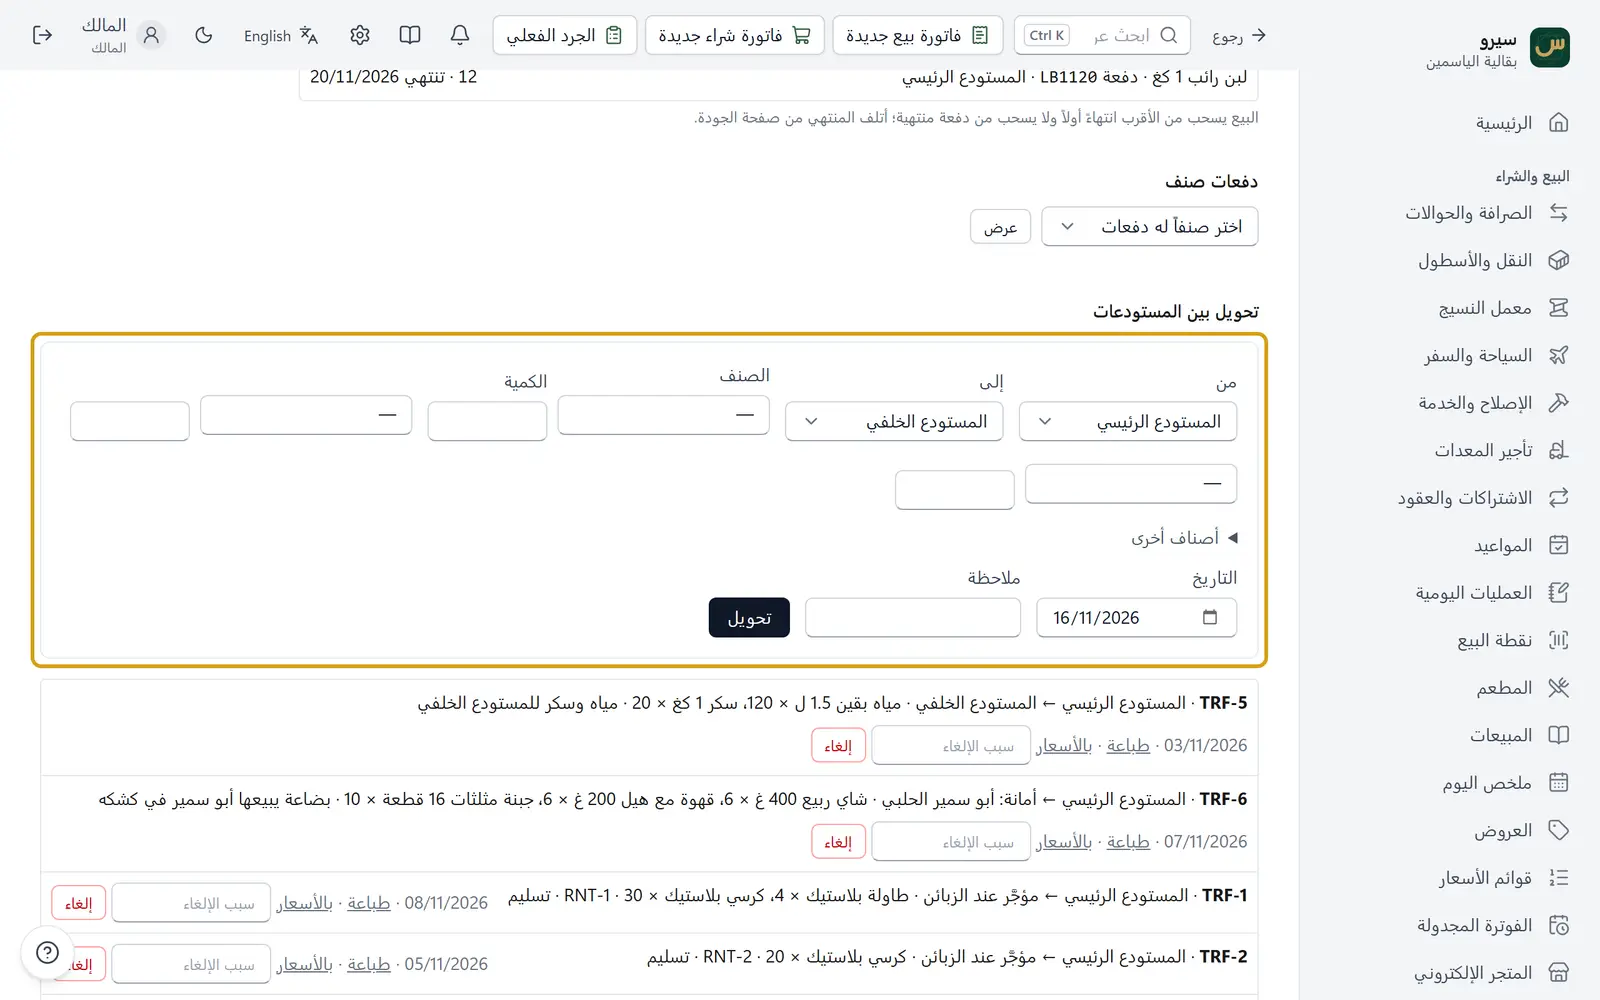 سيرو
بقالية الياسمين
رجوع
ابحث عن
Ctrl K
فاتورة بيع جديدة
فاتورة شراء جديدة
الجرد الفعلي
English
المالك
المالك
الرئيسية
البيع والشراء
الصرافة والحوالات
النقل والأسطول
معمل النسيج
السياحة والسفر
الإصلاح والخدمة
تأجير المعدات
الاشتراكات والعقود
المواعيد
العمليات اليومية
نقطة البيع
المطعم
المبيعات
ملخص اليوم
العروض
قوائم الأسعار
الفوترة المجدولة
المتجر الإلكتروني
لبن رائب 1 كغ · دفعة LB1120 · المستودع الرئيسي
12 · تنتهي 20/11/2026
البيع يسحب من الأقرب انتهاءً أولاً ولا يسحب من دفعة منتهية؛ أتلف المنتهي من صفحة الجودة.
دفعات صنف
اختر صنفاً له دفعات
عرض
تحويل بين المستودعات
من
إلى
الصنف
الكمية
المستودع الرئيسي
المستودع الخلفي
—
—
—
أصناف أخرى
التاريخ
ملاحظة
16/11/2026
تحويل
TRF-5 · المستودع الرئيسي ← المستودع الخلفي · مياه بقين 1.5 ل × 120، سكر 1 كغ × 20 · مياه وسكر للمستودع الخلفي
03/11/2026 · طباعة · بالأسعار
سبب الإلغاء
إلغاء
TRF-6 · المستودع الرئيسي ← أمانة: أبو سمير الحلبي · شاي ربيع 400 غ × 6، قهوة مع هيل 200 غ × 6، جبنة مثلثات 16 قطعة × 10 · بضاعة يبيعها أبو سمير في كشكه
07/11/2026 · طباعة · بالأسعار
سبب الإلغاء
إلغاء
TRF-1 · المستودع الرئيسي ← مؤجَّر عند الزبائن · طاولة بلاستيك × 4، كرسي بلاستيك × 30 · RNT-1 · تسليم
08/11/2026 · طباعة · بالأسعار
سبب الإلغاء
إلغاء
TRF-2 · المستودع الرئيسي ← مؤجَّر عند الزبائن · كرسي بلاستيك × 20 · RNT-2 · تسليم
05/11/2026 · طباعة · بالأسعار
سبب الإلغاء
إلغاء